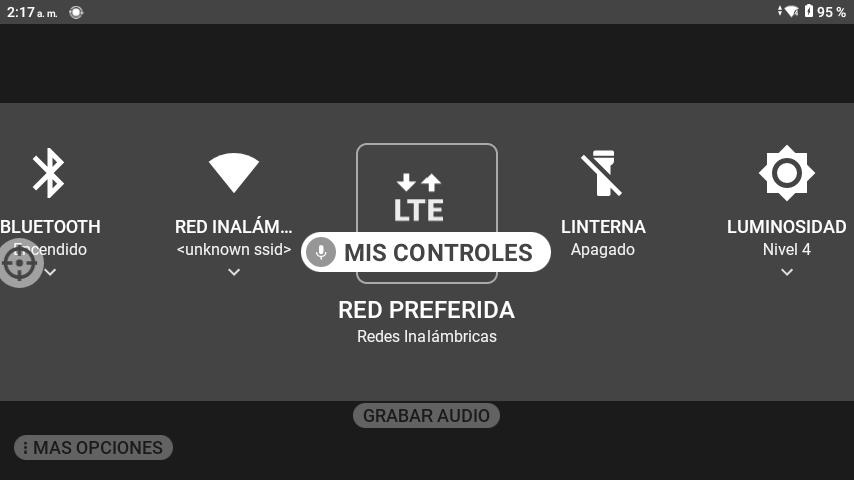 2:17 a. m.
95 %
BLUETOOTH
Encendido
RED INALÁM...
<unknown ssid>
LTE
MIS CONTROLES
RED PREFERIDA
Redes Inalámbricas
LINTERNA
Apagado
LUMINOSIDAD
Nivel 4
GRABAR AUDIO
MAS OPCIONES